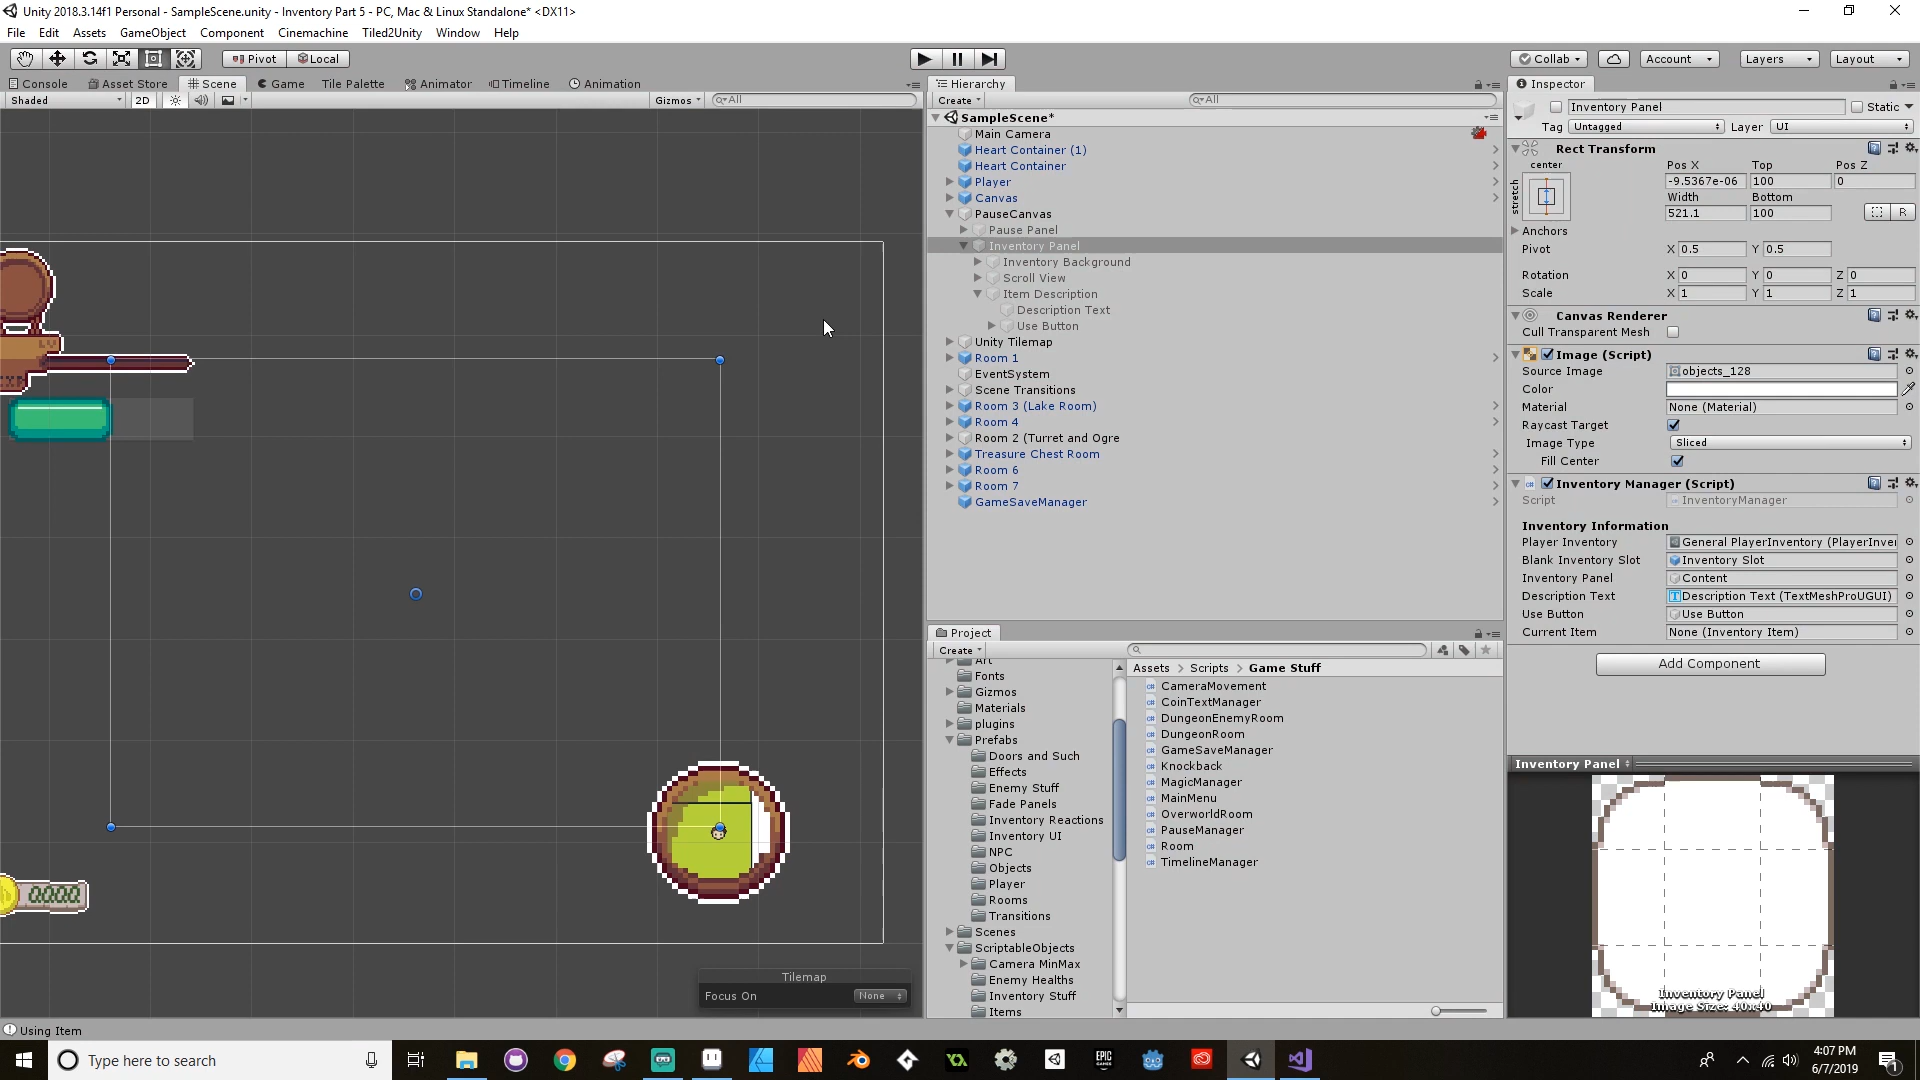 Unity 2018.3.14f1 Personal - SampleScene.unity - Inventory Part 5 - PC, Mac & Linux Standalone* <DX11>
File Edit Assets GameObject Component Cinemachine Tiled2Unity Window Help
Pivot Local Collab Account Layers Layout
Console Asset Store Scene Game Tile Palette Animator Timeline Animation
Shaded 2D Gizmos All
Hierarchy
Create All
SampleScene*
Main Camera
Heart Container (1)
Heart Container
Player
Canvas
PauseCanvas
Pause Panel
Inventory Panel
Inventory Background
Scroll View
Item Description
Description Text
Use Button
Unity Tilemap
Room 1
EventSystem
Scene Transitions
Room 3 (Lake Room)
Room 4
Room 2 (Turret and Ogre
Treasure Chest Room
Room 6
Room 7
GameSaveManager
Inspector
Inventory Panel Static
Tag Untagged Layer UI
Rect Transform
center Pos X Top Pos Z
-9.5367e-06 100 0
stretch
Width Bottom
521.1 100 R
Anchors
Pivot X 0.5 Y 0.5
Rotation X 0 Y 0 Z 0
Scale X 1 Y 1 Z 1
Canvas Renderer
Cull Transparent Mesh
Image (Script)
Source Image objects_128
Color
Material None (Material)
Raycast Target
Image Type Sliced
Fill Center
Inventory Manager (Script)
Script InventoryManager
Inventory Information
Player Inventory General PlayerInventory (PlayerInver
Blank Inventory Slot Inventory Slot
Inventory Panel Content
Description Text Description Text (TextMeshProUGUI)
Use Button Use Button
Current Item None (Inventory Item)
Add Component
Inventory Panel
Inventory Panel
Image Size: 40x40
Project
Create
Art
Fonts
Gizmos
Materials
plugins
Prefabs
Doors and Such
Effects
Enemy Stuff
Fade Panels
Inventory Reactions
Inventory UI
NPC
Objects
Player
Rooms
Transitions
Scenes
ScriptableObjects
Camera MinMax
Enemy Healths
Inventory Stuff
Items
Assets > Scripts > Game Stuff
CameraMovement
CoinTextManager
DungeonEnemyRoom
DungeonRoom
GameSaveManager
Knockback
MagicManager
MainMenu
OverworldRoom
PauseManager
Room
TimelineManager
0000
Tilemap
Focus On None
Using Item
Type here to search
EPIC
GAMES
4:07 PM
6/7/2019
1